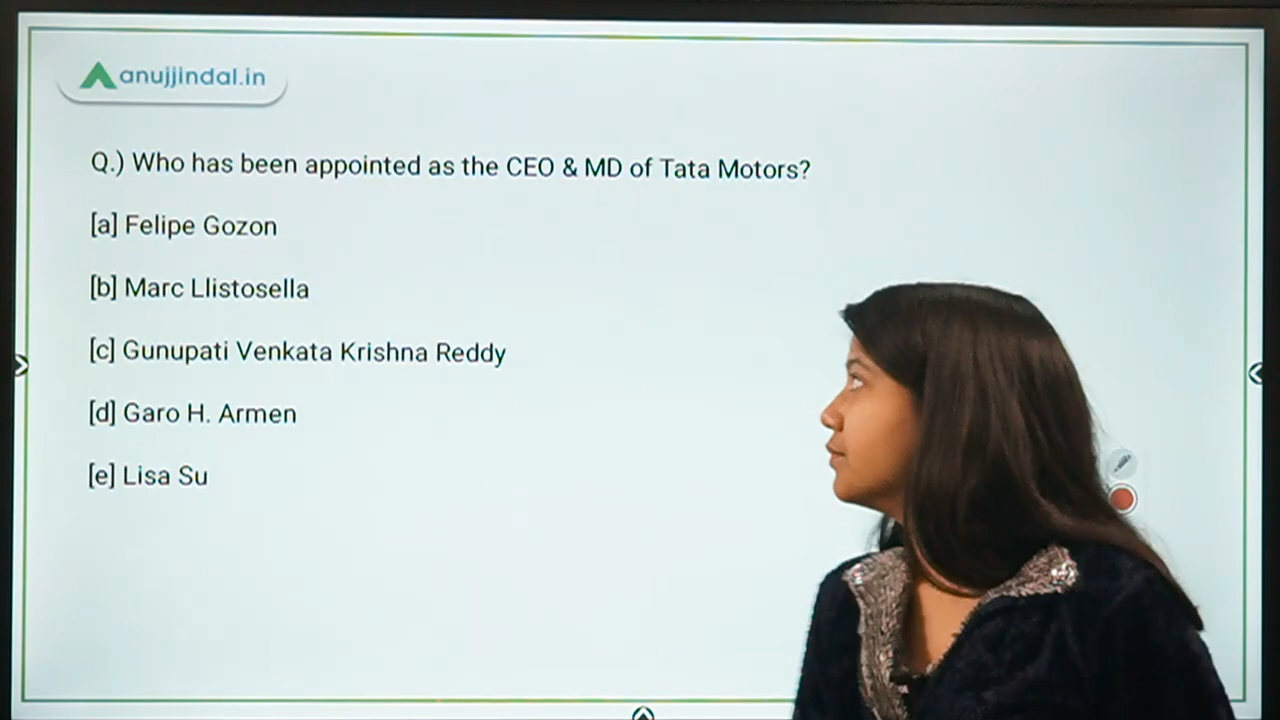 anujjindal.in
Q.) Who has been appointed as the CEO & MD of Tata Motors?
[a] Felipe Gozon
[b] Marc Llistosella
[c] Gunupati Venkata Krishna Reddy
[d] Garo H. Armen
[e] Lisa Su